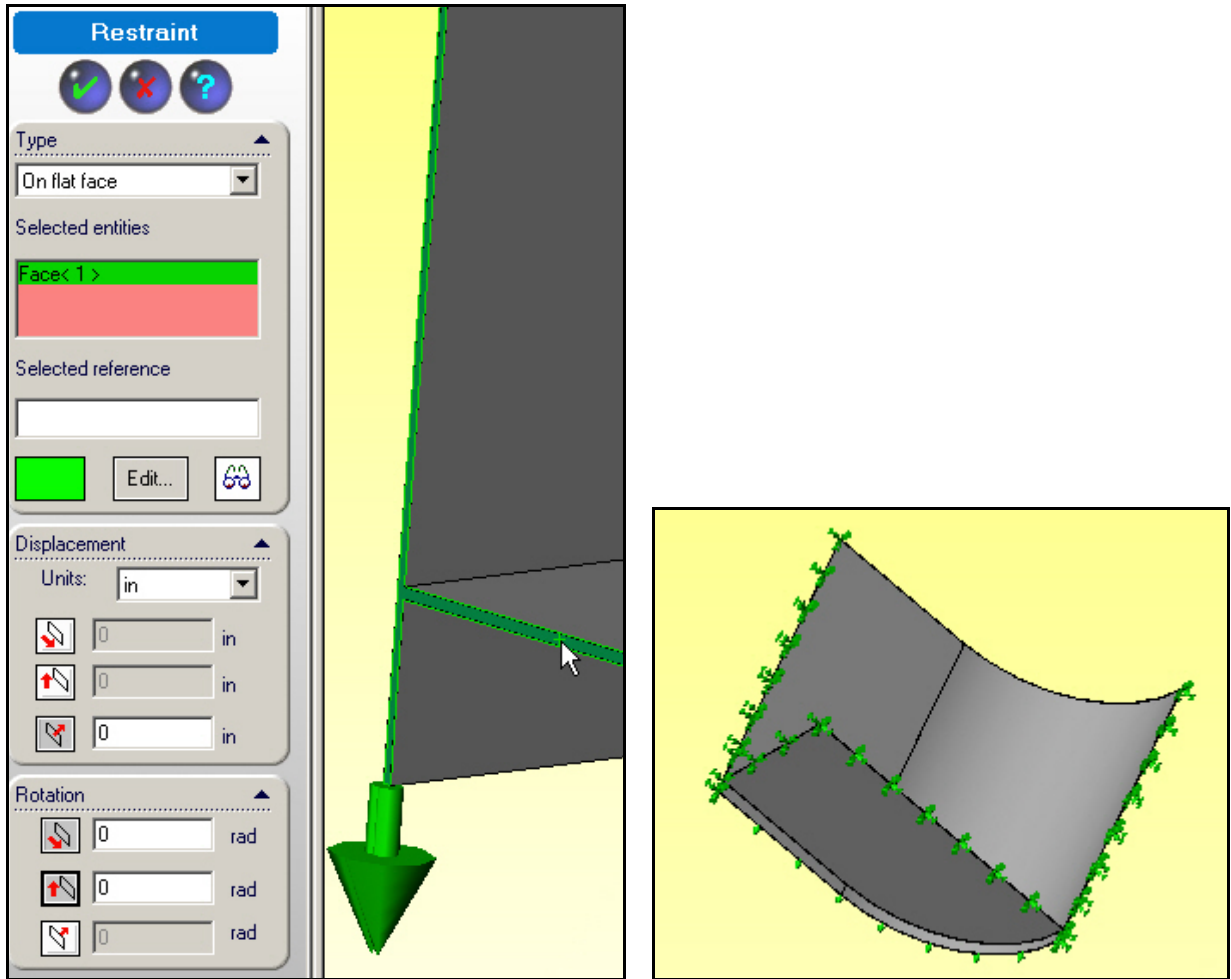 Restraint
?
Type
On flat face
Selected entities
Face< 1 >
Selected reference
Edit...
Displacement
Units: in
0 in
0 in
0 in
Rotation
0 rad
0 rad
0 rad